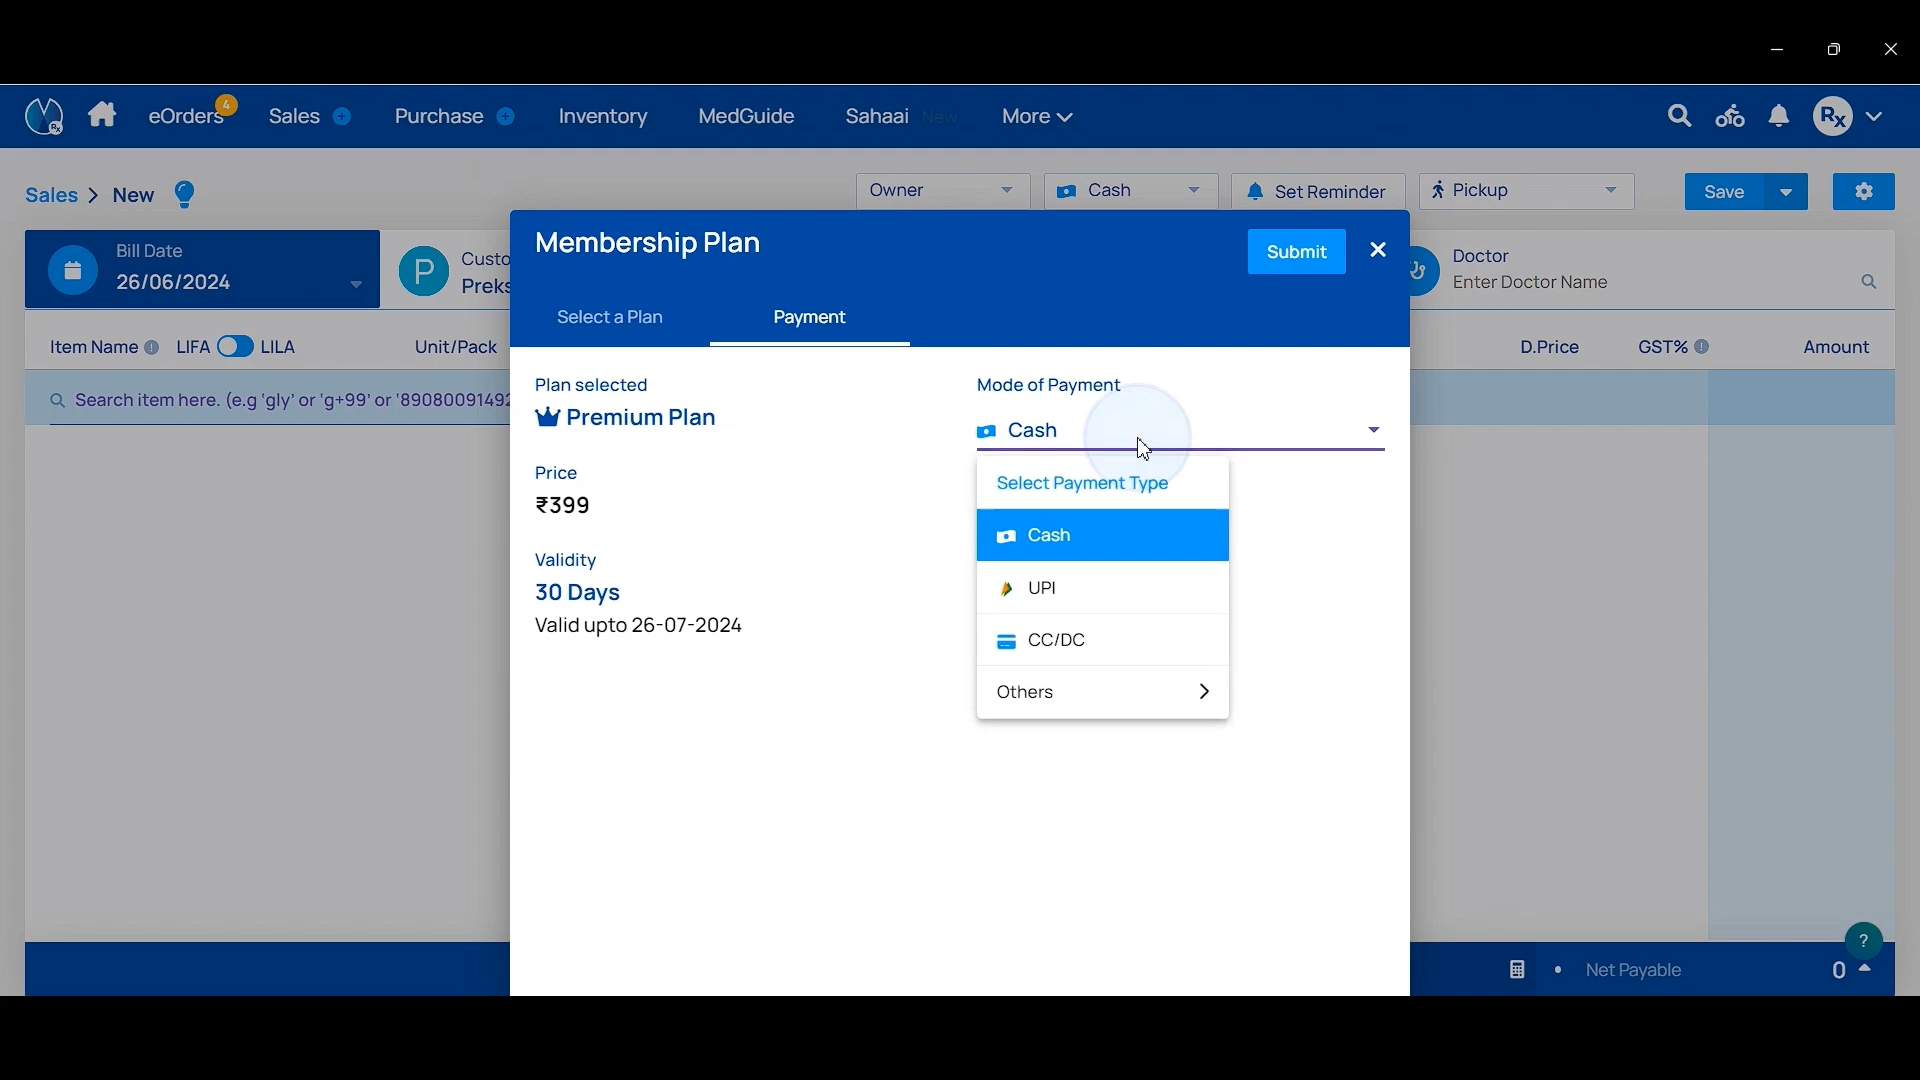 eOrders 4 Sales Purchase Inventory MedGuide Sahaai New More Rx
Sales > New Owner Cash Set Reminder Pickup Save
Bill Date
26/06/2024
Custo
P
Preks
Membership Plan
Submit
Select a Plan Payment
Doctor
Enter Doctor Name
Item Name LIFA LILA Unit/Pack D.Price GST% Amount
Search item here. (e.g 'gly' or 'g+99' or '89080091492
Plan selected
Premium Plan
Price
₹399
Validity
30 Days
Valid upto 26-07-2024
Mode of Payment
Cash
Select Payment Type
Cash
UPI
CC/DC
Others
?
Net Payable 0